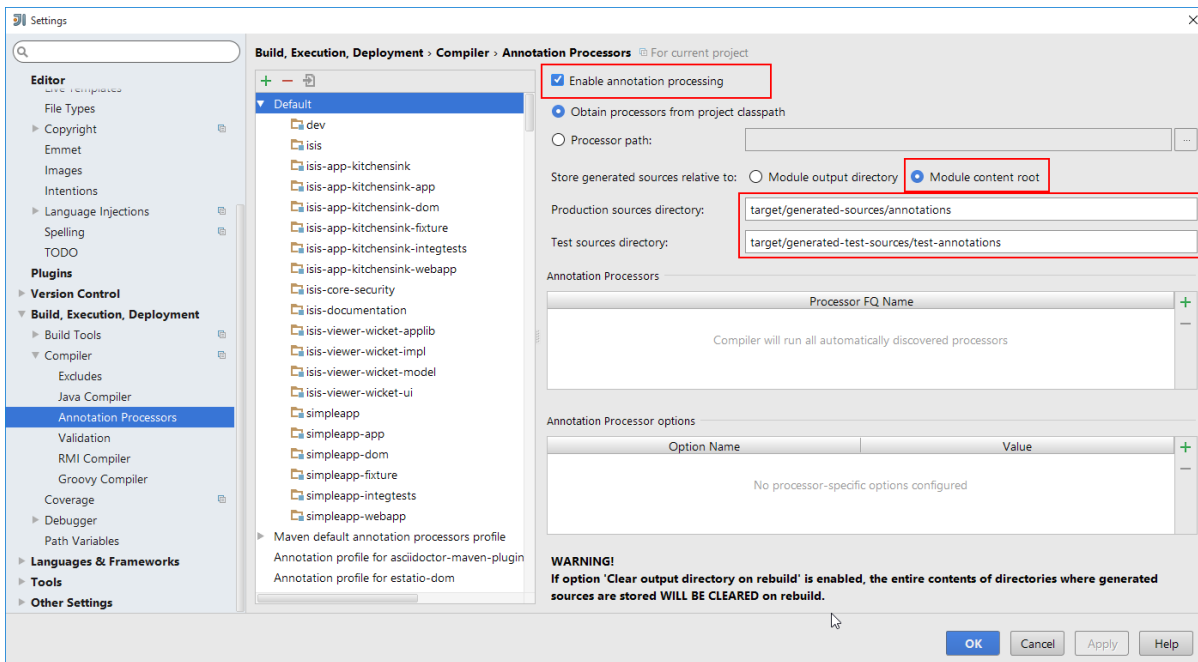 Settings
Build, Execution, Deployment › Compiler › Annotation Processors For current project
Editor
Live Templates
File Types
Copyright
Emmet
Images
Intentions
Language Injections
Spelling
TODO
Plugins
Version Control
Build, Execution, Deployment
Build Tools
Compiler
Excludes
Java Compiler
Annotation Processors
Validation
RMI Compiler
Groovy Compiler
Coverage
Debugger
Path Variables
Languages & Frameworks
Tools
Other Settings
Default
dev
isis
isis-app-kitchensink
isis-app-kitchensink-app
isis-app-kitchensink-dom
isis-app-kitchensink-fixture
isis-app-kitchensink-integtests
isis-app-kitchensink-webapp
isis-core-security
isis-documentation
isis-viewer-wicket-applib
isis-viewer-wicket-impl
isis-viewer-wicket-model
isis-viewer-wicket-ui
simpleapp
simpleapp-app
simpleapp-dom
simpleapp-fixture
simpleapp-integtests
simpleapp-webapp
Maven default annotation processors profile
Annotation profile for asciidoctor-maven-plugin
Annotation profile for estatio-dom
Enable annotation processing
Obtain processors from project classpath
Processor path: ...
Store generated sources relative to: Module output directory Module content root
Production sources directory: target/generated-sources/annotations
Test sources directory: target/generated-test-sources/test-annotations
Annotation Processors
Processor FQ Name
Compiler will run all automatically discovered processors
Annotation Processor options
Option Name Value
No processor-specific options configured
WARNING!
If option 'Clear output directory on rebuild' is enabled, the entire contents of directories where generated
sources are stored WILL BE CLEARED on rebuild.
OK Cancel Apply Help